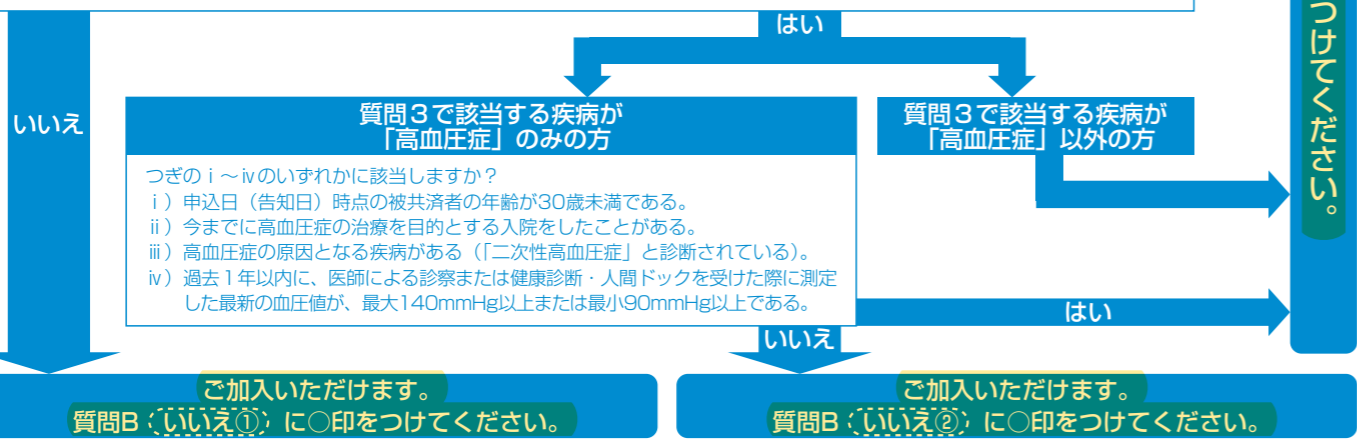 はい
つけてください。
いいえ
質問3で該当する疾病が
「高血圧症」のみの方
質問3で該当する疾病が
「高血圧症」以外の方
つぎのⅰ～ⅳのいずれかに該当しますか?
ⅰ）申込日（告知日）時点の被共済者の年齢が30歳未満である。
ⅱ）今までに高血圧症の治療を目的とする入院をしたことがある。
ⅲ）高血圧症の原因となる疾病がある（「二次性高血圧症」と診断されている）。
ⅳ）過去1年以内に、医師による診察または健康診断・人間ドックを受けた際に測定
した最新の血圧値が、最大140mmHg以上または最小90mmHg以上である。
はい
いいえ
ご加入いただけます。
質問B いいえ① に○印をつけてください。
ご加入いただけます。
質問B いいえ② に○印をつけてください。